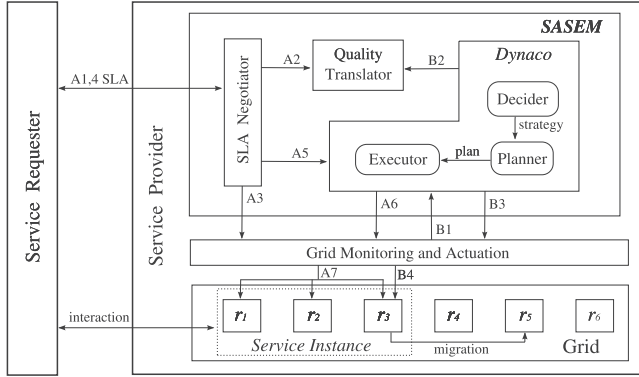 SASEM
Service Requester
Service Provider
A1,4 SLA
SLA Negotiator
A2
Quality
Translator
B2
Dynaco
Decider
strategy
Planner
plan
Executor
A5
A3
A6
B1
B3
Grid Monitoring and Actuation
A7
B4
r1
r2
r3
r4
r5
r6
interaction
Service Instance
migration
Grid